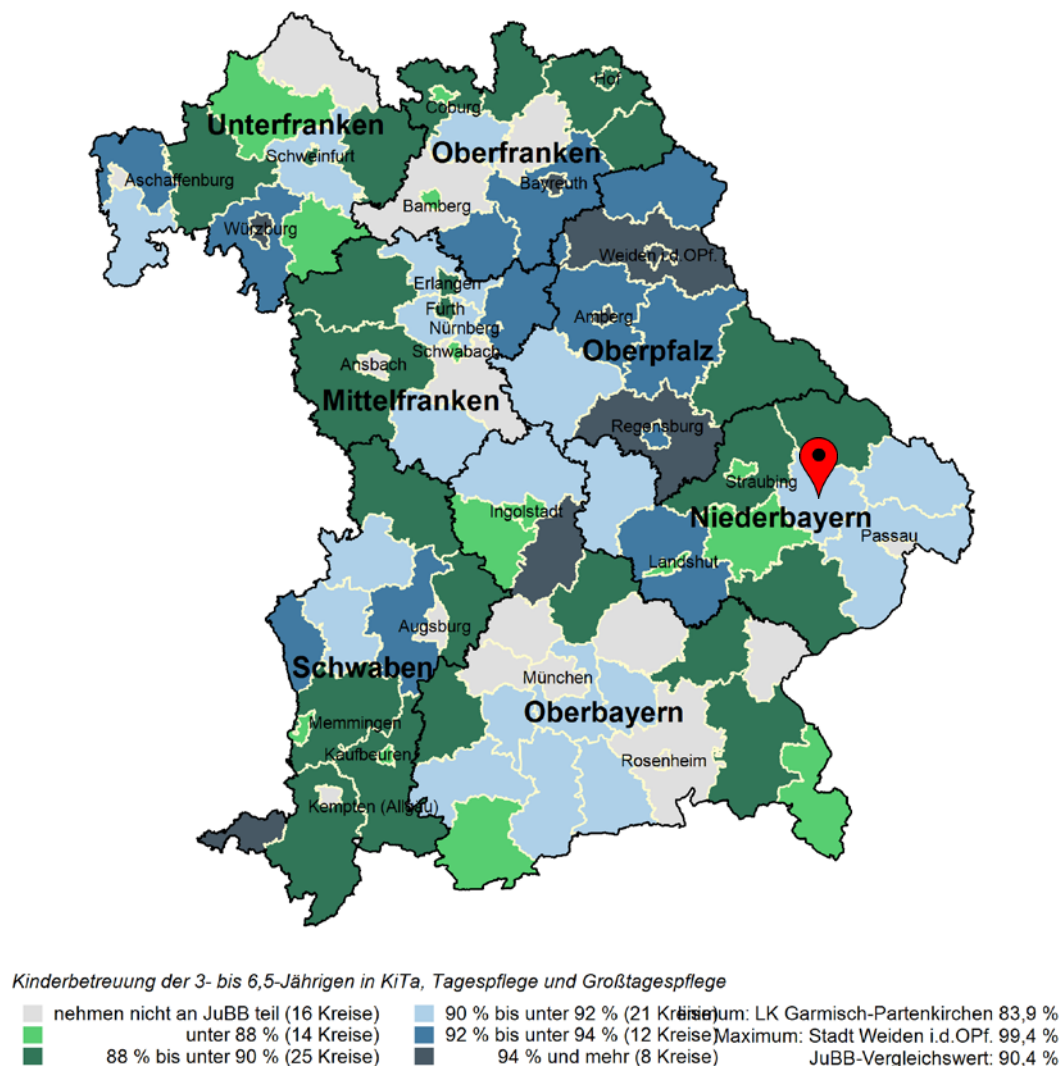 Hof
Coburg
Unterfranken
Oberfranken
Schweinfurt
Aschaffenburg
Bayreuth
Bamberg
Würzburg
Weiden i.d.OPf.
Erlangen
Fürth
Amberg
Nürnberg
Schwabach
Oberpfalz
Ansbach
Mittelfranken
Regensburg
Straubing
Ingolstadt
Niederbayern
Passau
Landshut
Augsburg
Schwaben
München
Oberbayern
Memmingen
Kaufbeuren
Rosenheim
Kempten (Allgäu)
Kinderbetreuung der 3- bis 6,5-Jährigen in KiTa, Tagespflege und Großtagespflege
nehmen nicht an JuBB teil (16 Kreise)
unter 88 % (14 Kreise)
88 % bis unter 90 % (25 Kreise)
90 % bis unter 92 % (21 Kreise)
92 % bis unter 94 % (12 Kreise)
94 % und mehr (8 Kreise)
LK Garmisch-Partenkirchen 83,9 %
Maximum: Stadt Weiden i.d.OPf. 99,4 %
JuBB-Vergleichswert: 90,4 %